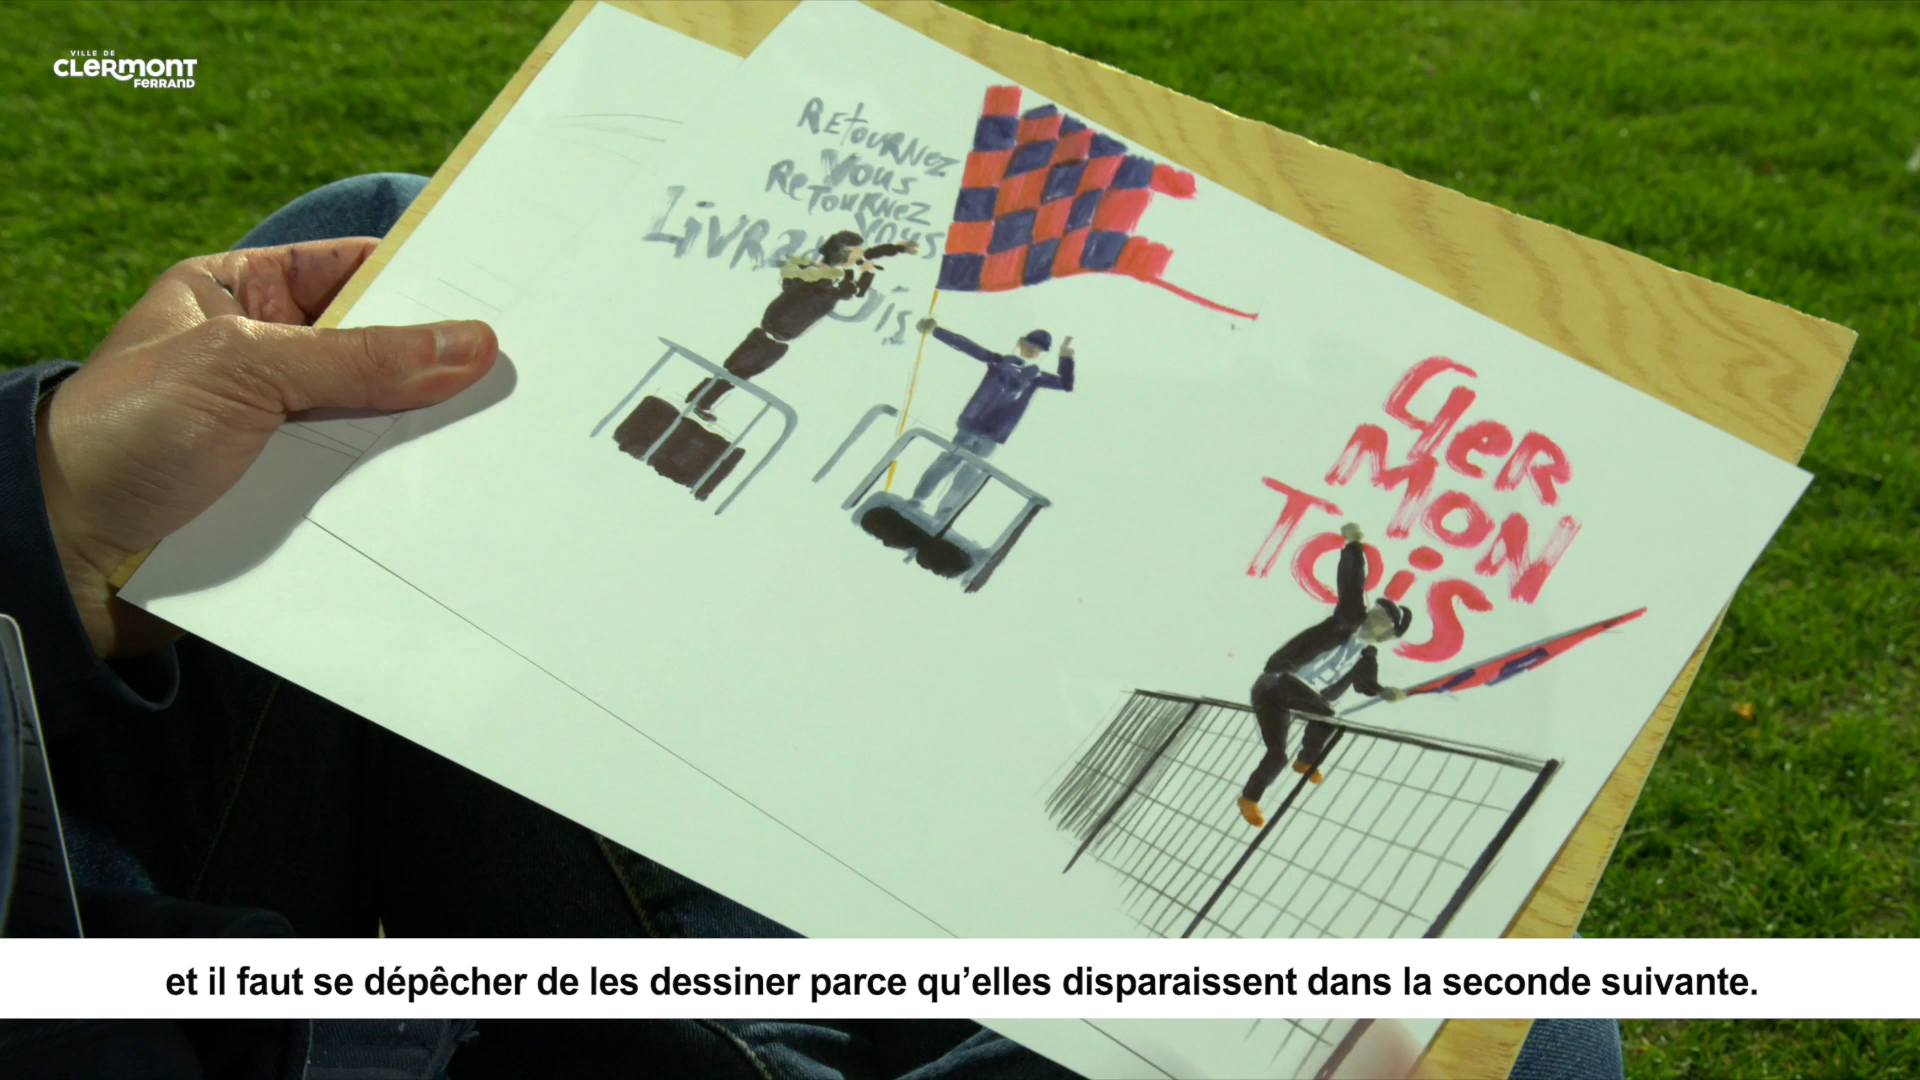 VILLE DE
CLERMONT
FERRAND
RETOURNEZ
VOUS
RETOURNEZ
VOUS
CLER
MON
TOIS
et il faut se dépêcher de les dessiner parce qu’elles disparaissent dans la seconde suivante.